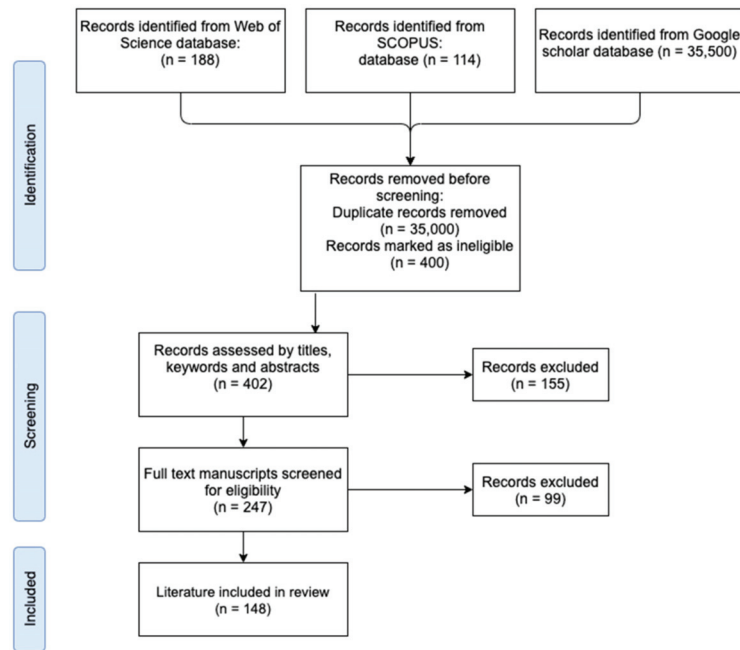 Records identified from Web of
Science database:
(n = 188)
Records identified from
SCOPUS:
database (n = 114)
Records identified from Google
scholar database (n = 35,500)
Identification
Records removed before
screening:
Duplicate records removed
(n = 35,000)
Records marked as ineligible
(n = 400)
Screening
Records assessed by titles,
keywords and abstracts
(n = 402)
Records excluded
(n = 155)
Full text manuscripts screened
for eligibility
(n = 247)
Records excluded
(n = 99)
Included
Literature included in review
(n = 148)